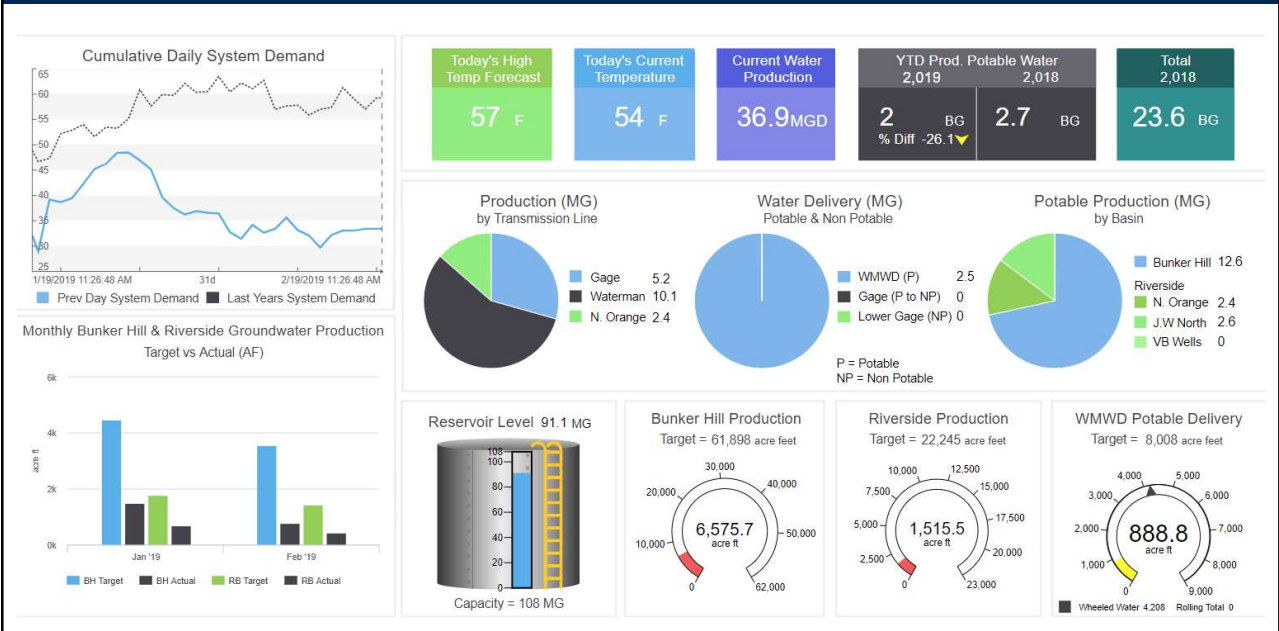 Cumulative Daily System Demand
65
60
55
50
45
40
35
30
25
1/19/2019 11:26:48 AM 31d 2/19/2019 11:26:48 AM
Prev Day System Demand Last Years System Demand
Today's High
Temp Forecast
57 F
Today's Current
Temperature
54 F
Current Water
Production
36.9 MGD
YTD Prod. Potable Water
2,019 2,018
2 BG 2.7 BG
% Diff -26.1
Total
2,018
23.6 BG
Production (MG)
by Transmission Line
Gage 5.2
Waterman 10.1
N. Orange 2.4
Water Delivery (MG)
Potable & Non Potable
WMWD (P) 2.5
Gage (P to NP) 0
Lower Gage (NP) 0
P = Potable
NP = Non Potable
Potable Production (MG)
by Basin
Bunker Hill 12.6
Riverside
N. Orange 2.4
J.W North 2.6
VB Wells 0
Monthly Bunker Hill & Riverside Groundwater Production
Target vs Actual (AF)
acre ft
6k
4k
2k
0k
Jan '19 Feb '19
BH Target BH Actual RB Target RB Actual
Reservoir Level 91.1 MG
108
100
80
60
40
20
0
Capacity = 108 MG
Bunker Hill Production
Target = 61,898 acre feet
30,000
20,000 40,000
10,000 50,000
6,575.7
acre ft
0 62,000
Riverside Production
Target = 22,245 acre feet
10,000 12,500
7,500 15,000
5,000 17,500
1,515.5
acre ft
2,500 20,000
0 23,000
WMWD Potable Delivery
Target = 8,008 acre feet
4,000 5,000
3,000 6,000
2,000 7,000
888.8
acre ft
1,000 8,000
0 9,000
Wheeled Water 4,208 Rolling Total 0